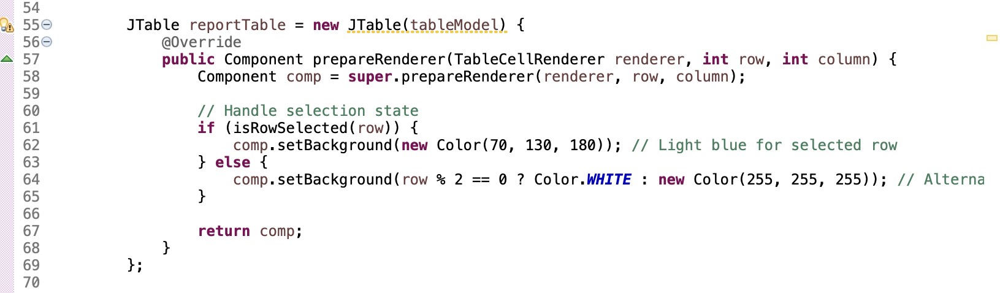 54
55 JTable reportTable = new JTable(tableModel) {
56 @Override
57 public Component prepareRenderer(TableCellRenderer renderer, int row, int column) {
58 Component comp = super.prepareRenderer(renderer, row, column);
59
60 // Handle selection state
61 if (isRowSelected(row)) {
62 comp.setBackground(new Color(70, 130, 180)); // Light blue for selected row
63 } else {
64 comp.setBackground(row % 2 == 0 ? Color.WHITE : new Color(255, 255, 255)); // Alterna
65 }
66
67 return comp;
68 }
69 };
70